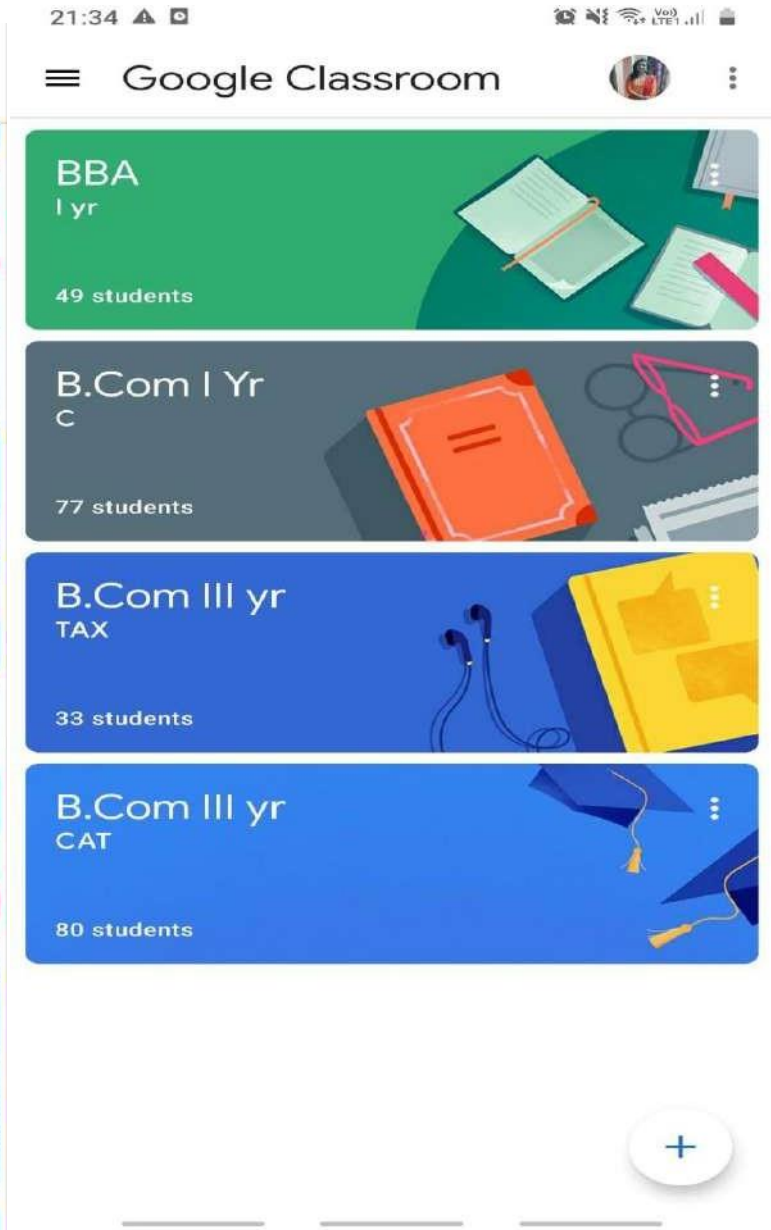 21:34
Google Classroom
BBA
I yr
49 students
B.Com I Yr
C
77 students
B.Com III yr
TAX
33 students
B.Com III yr
CAT
80 students